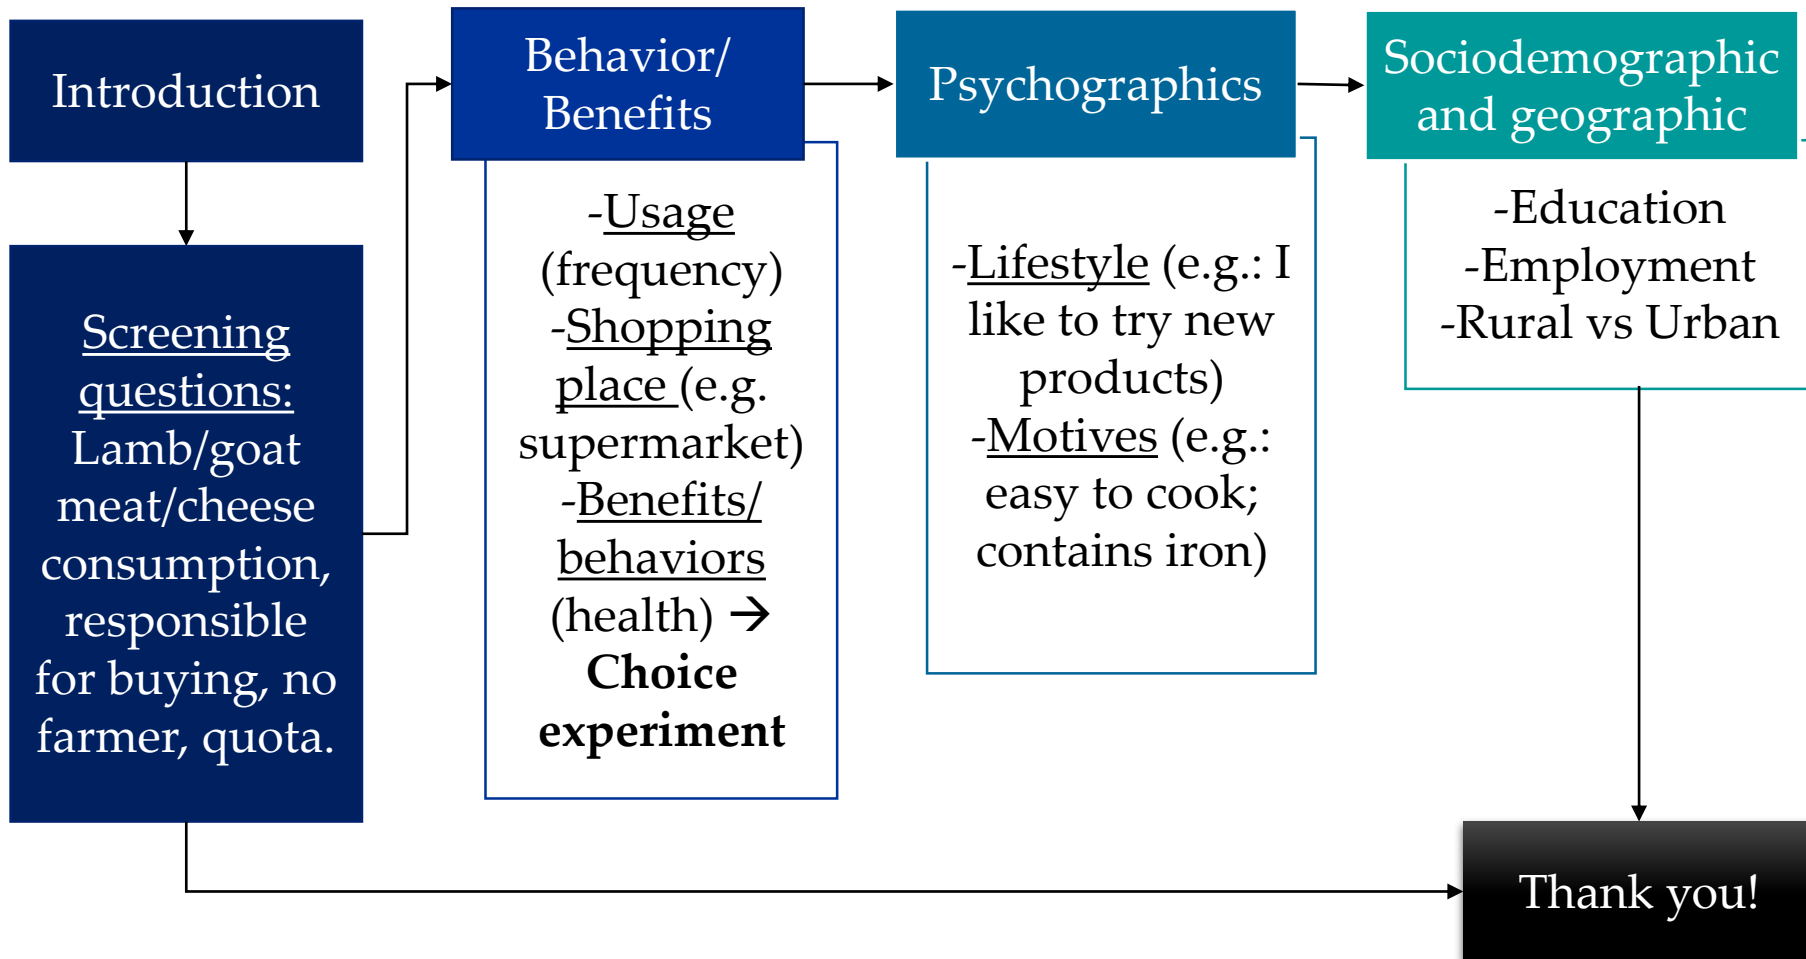 Introduction
Screening
questions:
Lamb/goat
meat/cheese
consumption,
responsible
for buying, no
farmer, quota.
Behavior/
Benefits
-Usage
(frequency)
-Shopping
place (e.g.
supermarket)
-Benefits/
behaviors
(health) →
Choice
experiment
Psychographics
-Lifestyle (e.g.: I
like to try new
products)
-Motives (e.g.:
easy to cook;
contains iron)
Sociodemographic
and geographic
-Education
-Employment
-Rural vs Urban
Thank you!